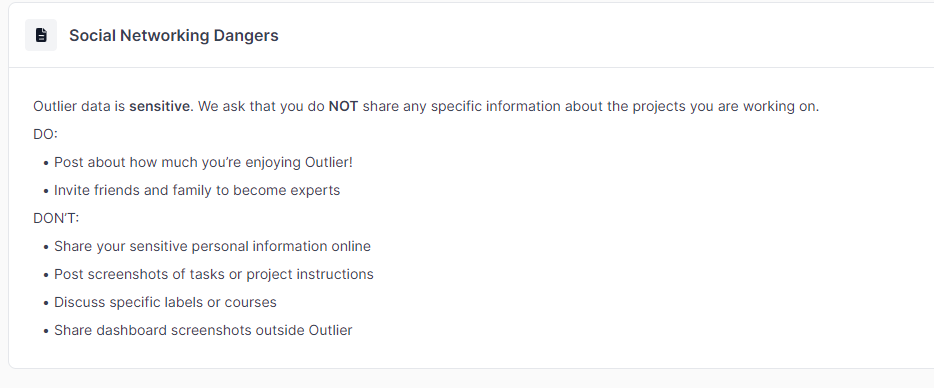 Social Networking Dangers
Outlier data is sensitive. We ask that you do NOT share any specific information about the projects you are working on.
DO:
• Post about how much you’re enjoying Outlier!
• Invite friends and family to become experts
DON’T:
• Share your sensitive personal information online
• Post screenshots of tasks or project instructions
• Discuss specific labels or courses
• Share dashboard screenshots outside Outlier